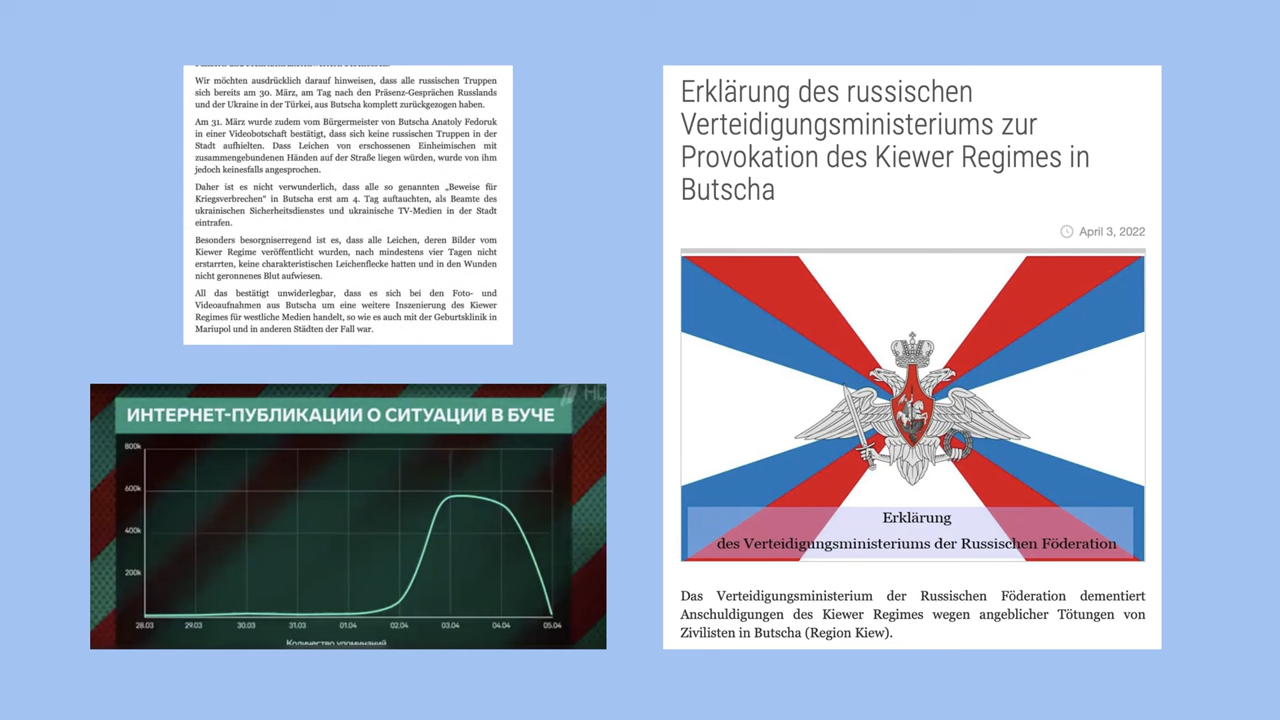 Wir möchten ausdrücklich darauf hinweisen, dass alle russischen Truppen
sich bereits am 30. März, am Tag nach den Präsenz-Gesprächen Russlands
und der Ukraine in der Türkei, aus Butscha komplett zurückgezogen haben.
Am 31. März wurde zudem vom Bürgermeister von Butscha Anatoly Fedoruk
in einer Videobotschaft bestätigt, dass sich keine russischen Truppen in der
Stadt aufhielten. Dass Leichen von erschossenen Einheimischen mit
zusammengebundenen Händen auf der Straße liegen würden, wurde von ihm
jedoch keinesfalls angesprochen.
Daher ist es nicht verwunderlich, dass alle so genannten „Beweise für
Kriegsverbrechen“ in Butscha erst am 4. Tag auftauchten, als Beamte des
ukrainischen Sicherheitsdienstes und ukrainische TV-Medien in der Stadt
eintrafen.
Besonders besorgniserregend ist es, dass alle Leichen, deren Bilder vom
Kiewer Regime veröffentlicht wurden, nach mindestens vier Tagen nicht
erstarrten, keine charakteristischen Leichenflecke hatten und in den Wunden
nicht geronnenes Blut aufwiesen.
All das bestätigt unwiderlegbar, dass es sich bei den Foto- und
Videoaufnahmen aus Butscha um eine weitere Inszenierung des Kiewer
Regimes für westliche Medien handelt, so wie es auch mit der Geburtsklinik in
Mariupol und in anderen Städten der Fall war.
ИНТЕРНЕТ-ПУБЛИКАЦИИ О СИТУАЦИИ В БУЧЕ
800k
600k
400k
200k
28.03 29.03 30.03 31.03 01.04 02.04 03.04 04.04 05.04
Количество упоминаний
Erklärung des russischen
Verteidigungsministeriums zur
Provokation des Kiewer Regimes in
Butscha
April 3, 2022
Erklärung
des Verteidigungsministeriums der Russischen Föderation
Das Verteidigungsministerium der Russischen Föderation dementiert
Anschuldigungen des Kiewer Regimes wegen angeblicher Tötungen von
Zivilisten in Butscha (Region Kiew).